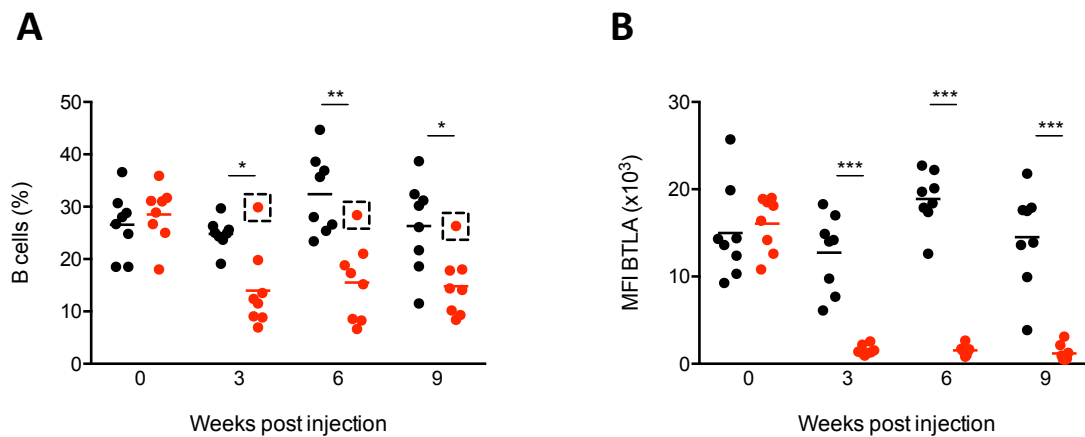 A
B cells (%)
50
40
30
20
10
0
*
**
*
0 3 6 9
Weeks post injection
B
MFI BTLA (x10³)
30
20
10
0
***
***
***
0 3 6 9
Weeks post injection